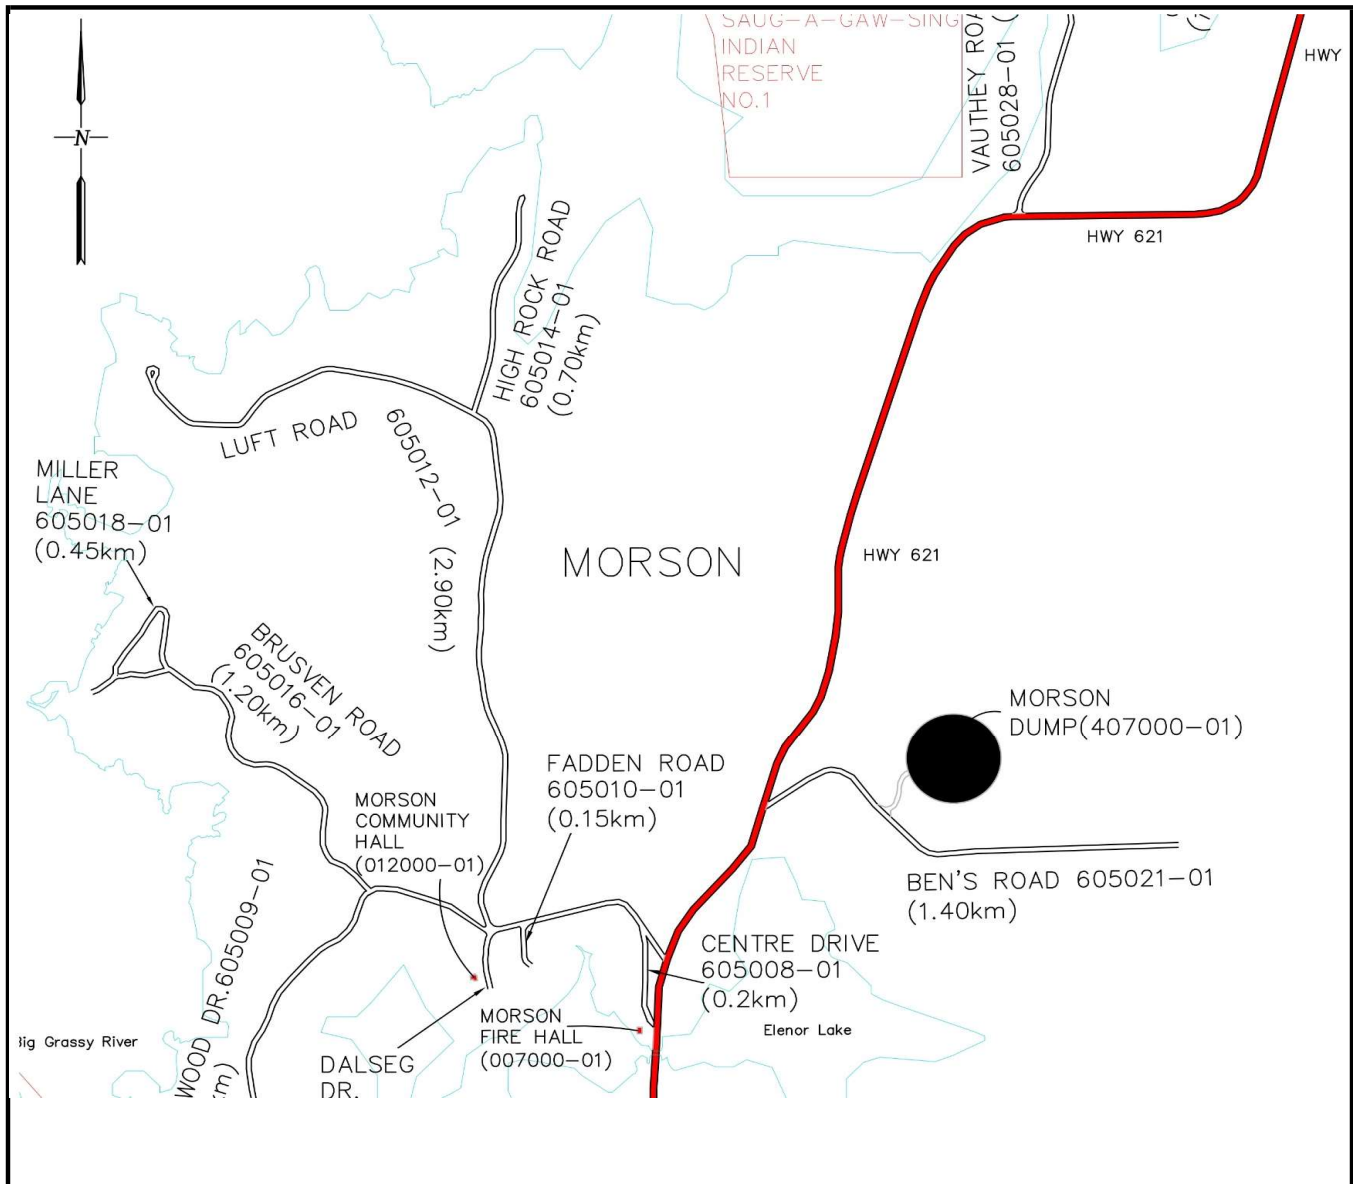 SAUG-A-GAW-SING
INDIAN
RESERVE
NO.1
VAUTHEY ROA
605028-01 (
HWY
HWY 621
N
HIGH ROCK ROAD
605014-01
(0.70km)
LUFT ROAD
605012-01 (2.90km)
MILLER
LANE
605018-01
(0.45km)
MORSON
HWY 621
BRUSVEN ROAD
605016-01
(1.20km)
MORSON
DUMP(407000-01)
FADDEN ROAD
605010-01
(0.15km)
MORSON
COMMUNITY
HALL
(012000-01)
BEN'S ROAD 605021-01
(1.40km)
CENTRE DRIVE
605008-01
(0.2km)
WOOD DR.605009-01
km)
MORSON
FIRE HALL
(007000-01)
Elenor Lake
Big Grassy River
DALSEG
DR.